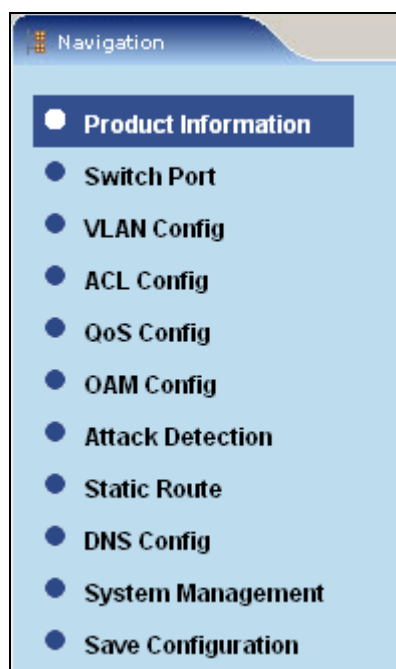 Navigation
Product Information
Switch Port
VLAN Config
ACL Config
QoS Config
OAM Config
Attack Detection
Static Route
DNS Config
System Management
Save Configuration